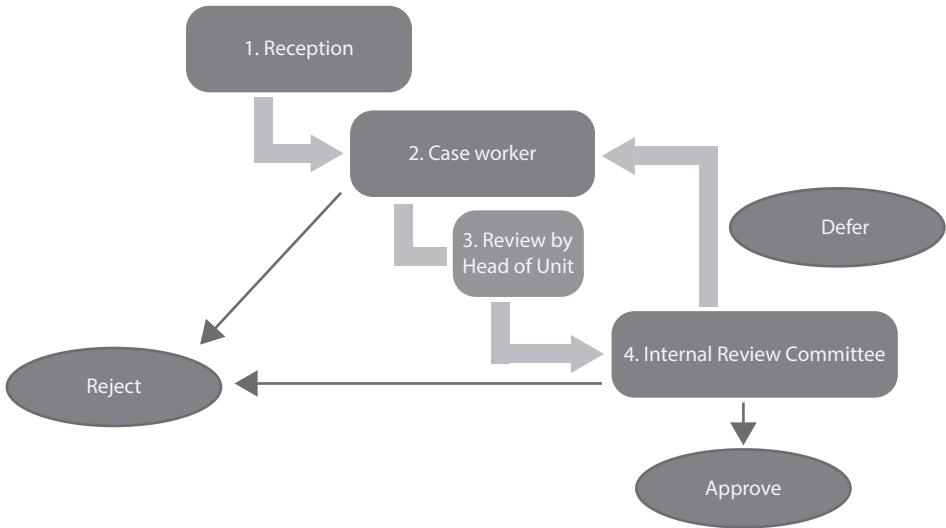 1. Reception
2. Case worker
3. Review by
Head of Unit
Defer
4. Internal Review Committee
Reject
Approve